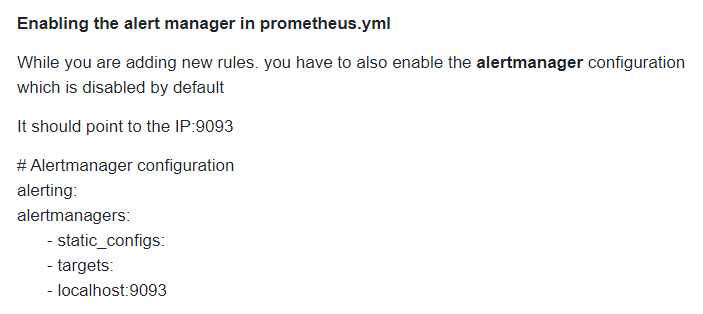 Enabling the alert manager in prometheus.yml
While you are adding new rules. you have to also enable the alertmanager configuration
which is disabled by default
It should point to the IP:9093
# Alertmanager configuration
alerting:
alertmanagers:
- static_configs:
- targets:
- localhost:9093